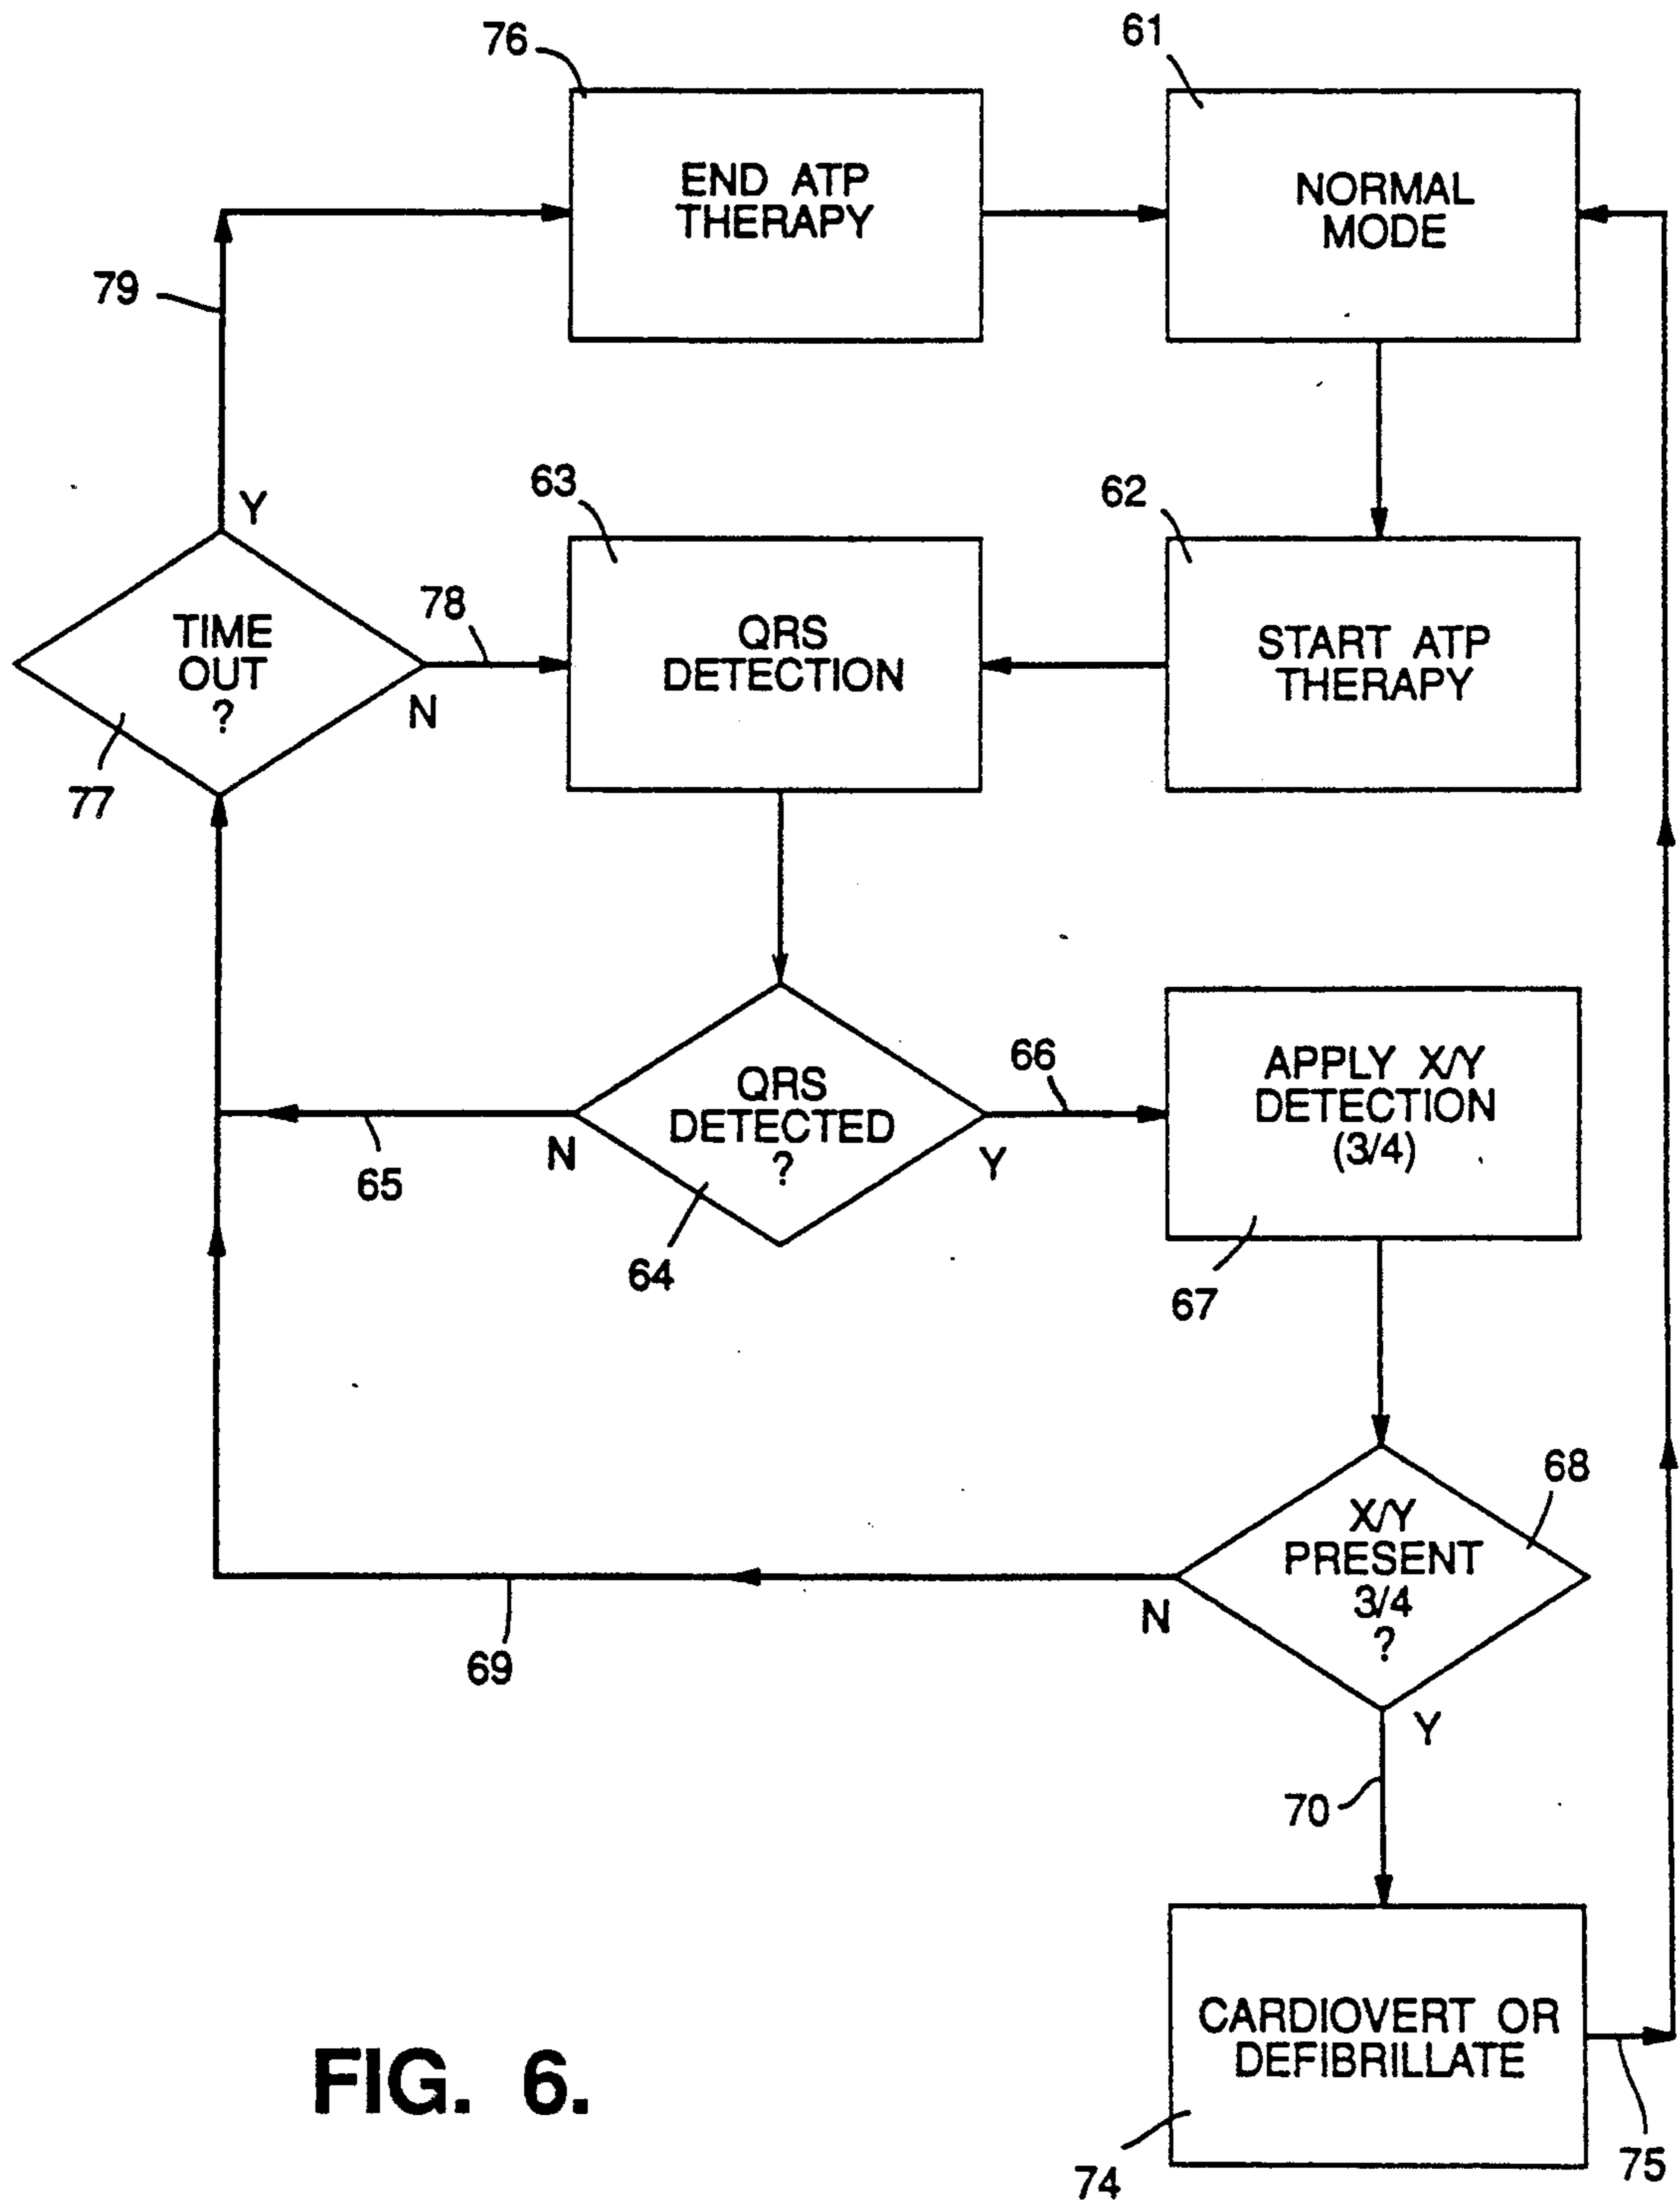 76
61
END ATP
THERAPY
NORMAL
MODE
79
Y
63
62
TIME
OUT
?
78
N
QRS
DETECTION
START ATP
THERAPY
77
QRS
DETECTED
?
66
Y
N
65
64
APPLY X/Y
DETECTION
(3/4)
67
68
X/Y
PRESENT
3/4
?
N
69
Y
70
CARDIOVERT OR
DEFIBRILLATE
74
75
FIG. 6.